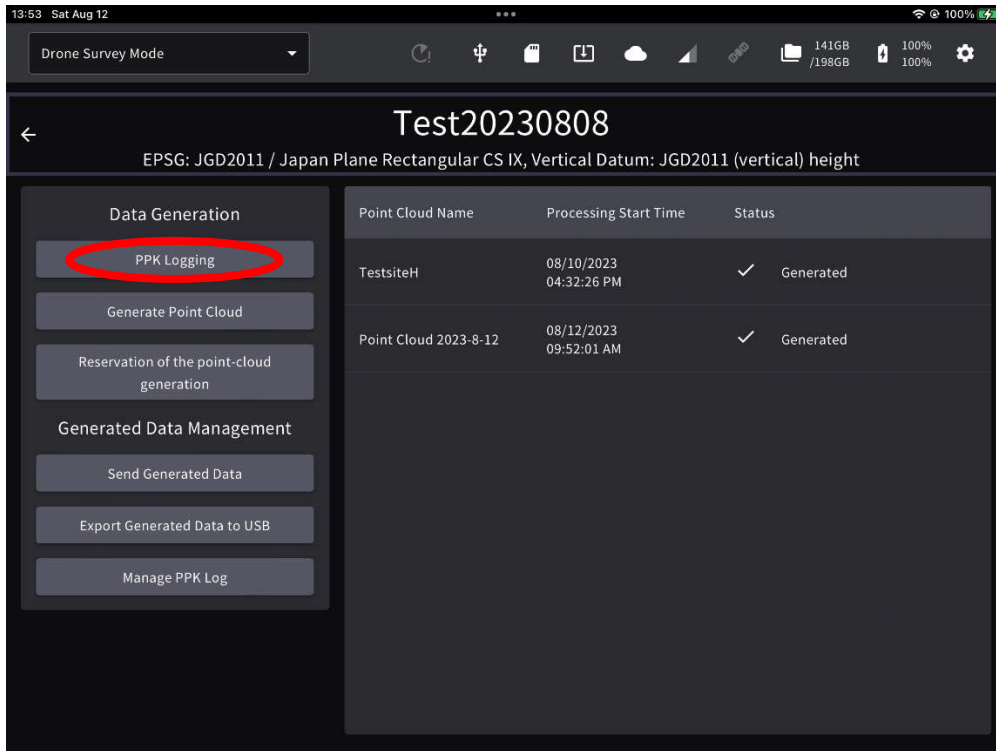 13:53 Sat Aug 12
100%
Drone Survey Mode
141GB
/198GB
100%
100%
Test20230808
EPSG: JGD2011 / Japan Plane Rectangular CS IX, Vertical Datum: JGD2011 (vertical) height
Data Generation
PPK Logging
Generate Point Cloud
Reservation of the point-cloud
generation
Generated Data Management
Send Generated Data
Export Generated Data to USB
Manage PPK Log
Point Cloud Name Processing Start Time Status
TestsiteH 08/10/2023
04:32:26 PM Generated
Point Cloud 2023-8-12 08/12/2023
09:52:01 AM Generated